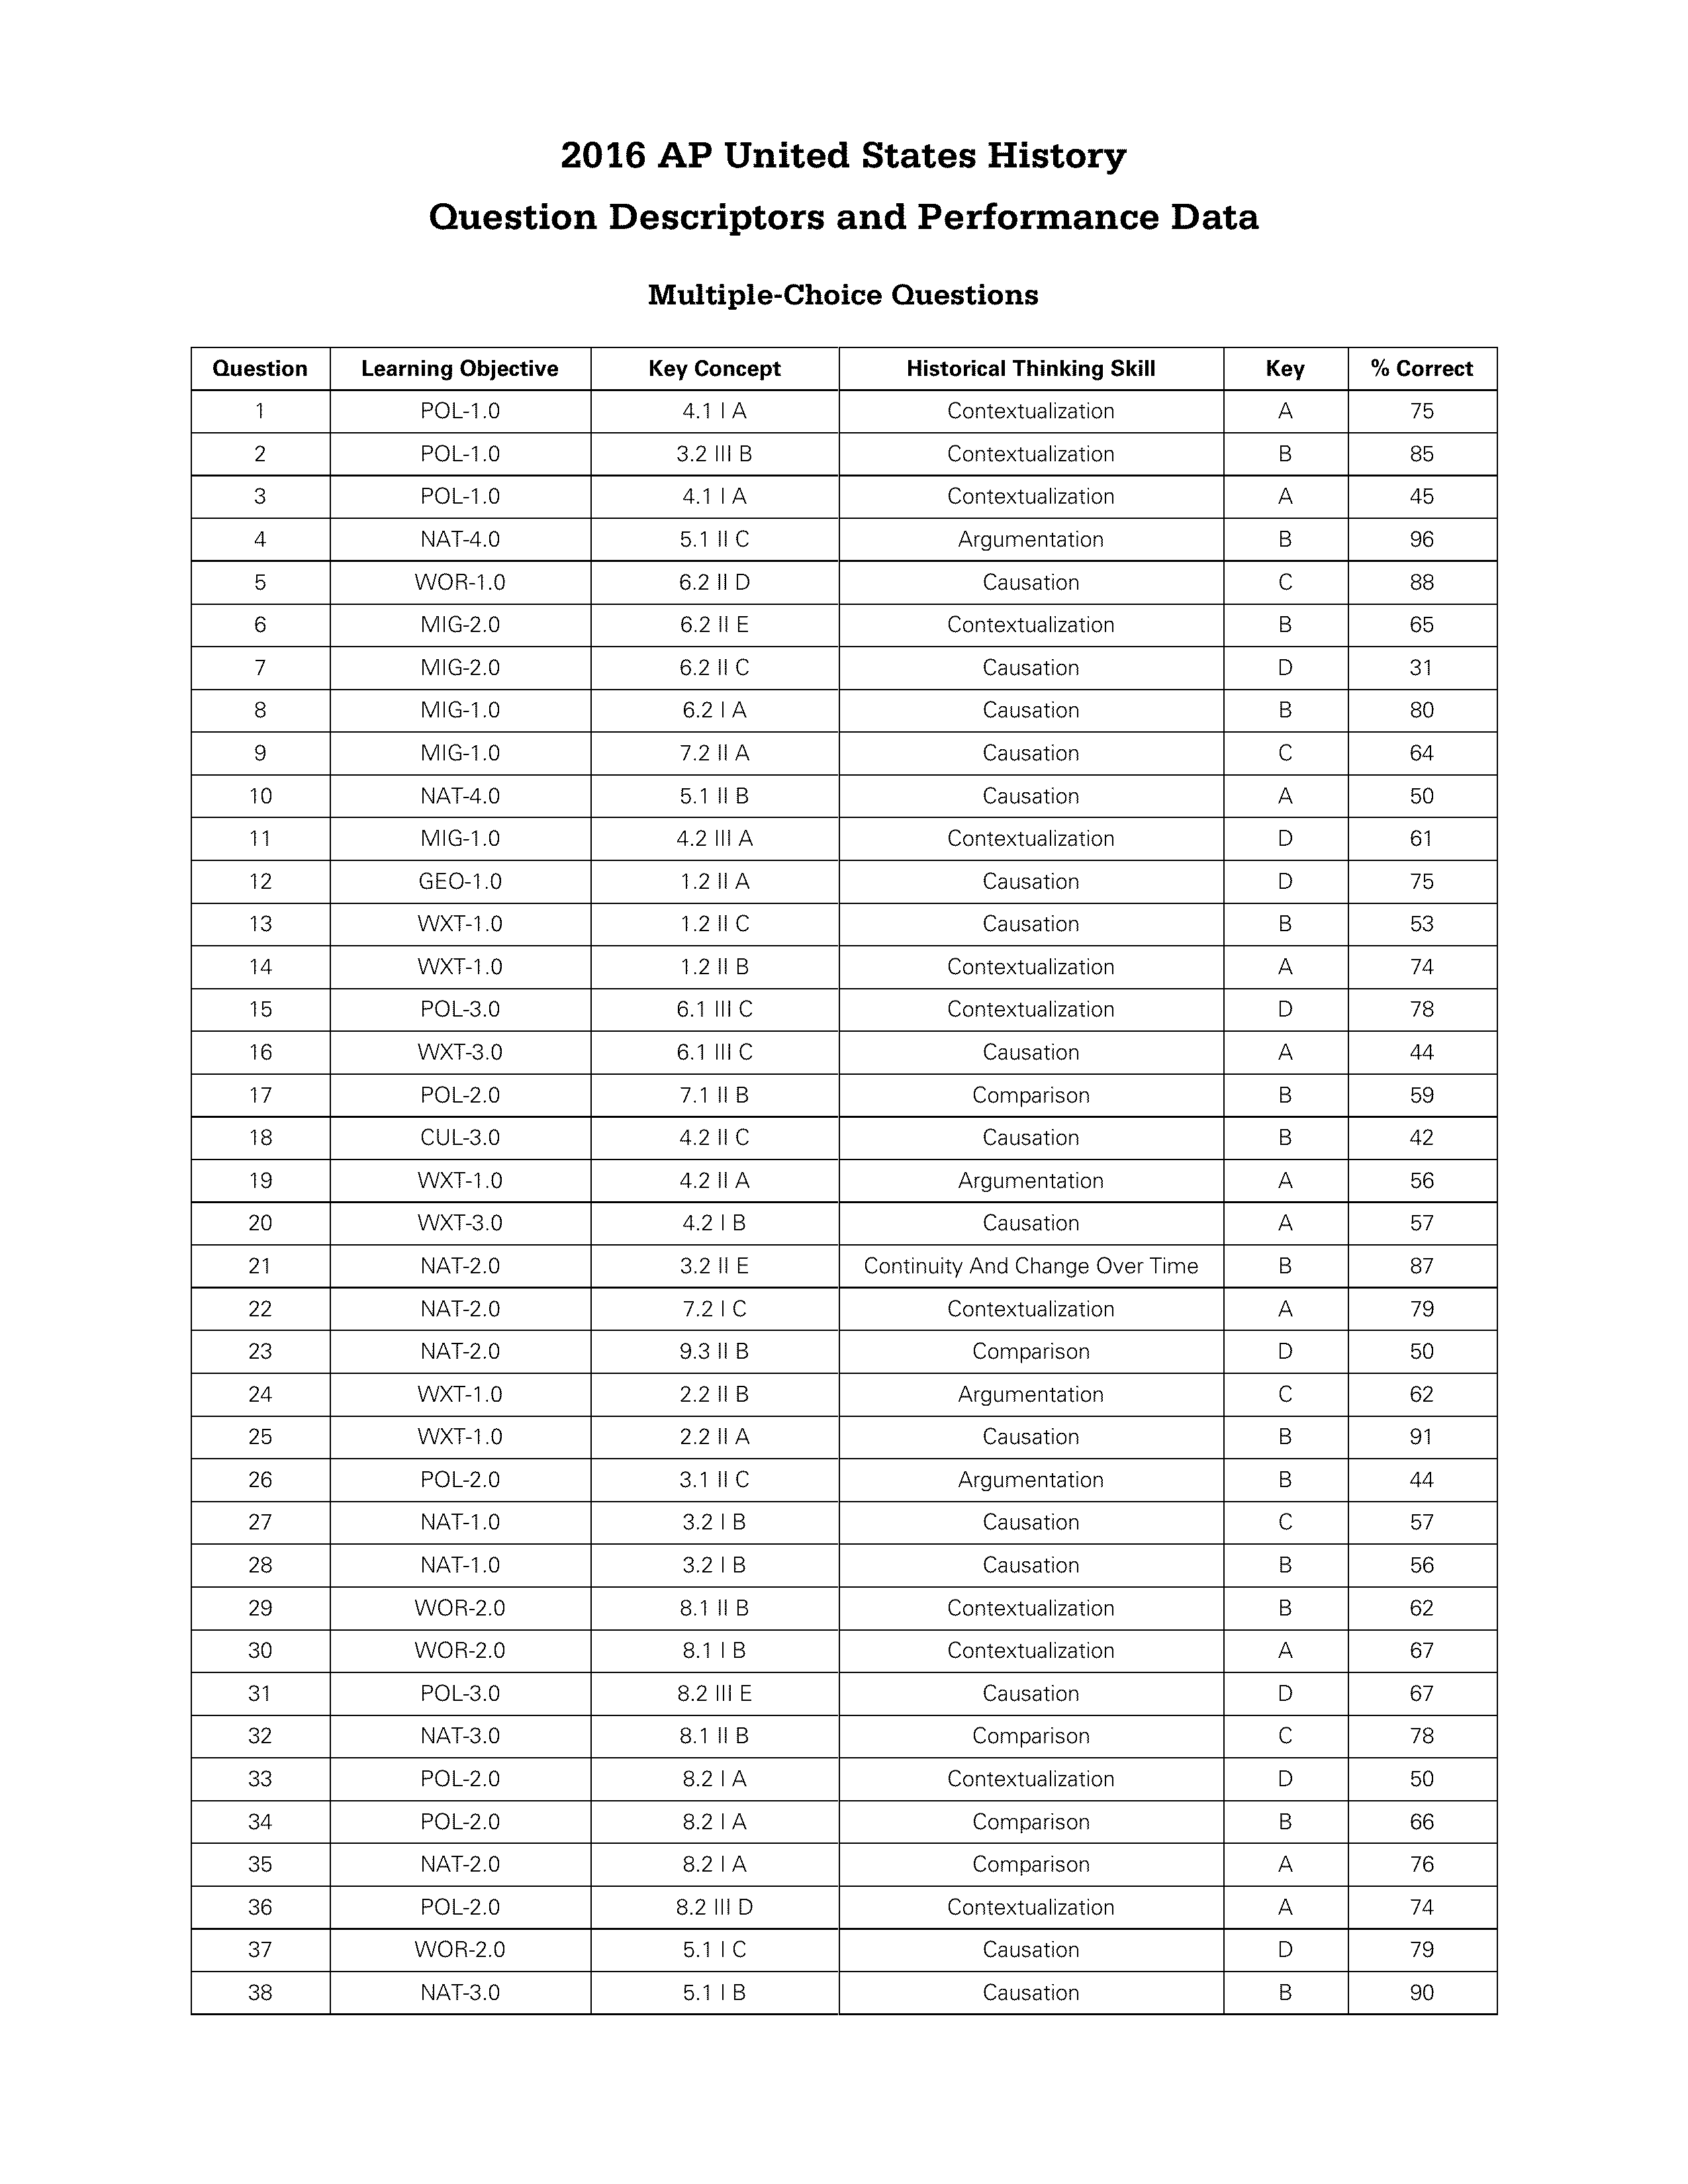 2016 AP United States History
Question Descriptors and Performance Data
Multiple-Choice Questions
Question Learning Objective Key Concept Historical Thinking Skill Key % Correct
1 POL-1.0 4.1 I A Contextualization A 75
2 POL-1.0 3.2 III B Contextualization B 85
3 POL-1.0 4.1 I A Contextualization A 45
4 NAT-4.0 5.1 II C Argumentation B 96
5 WOR-1.0 6.2 II D Causation C 88
6 MIG-2.0 6.2 II E Contextualization B 65
7 MIG-2.0 6.2 II C Causation D 31
8 MIG-1.0 6.2 I A Causation B 80
9 MIG-1.0 7.2 II A Causation C 64
10 NAT-4.0 5.1 II B Causation A 50
11 MIG-1.0 4.2 III A Contextualization D 61
12 GEO-1.0 1.2 II A Causation D 75
13 WXT-1.0 1.2 II C Causation B 53
14 WXT-1.0 1.2 II B Contextualization A 74
15 POL-3.0 6.1 III C Contextualization D 78
16 WXT-3.0 6.1 III C Causation A 44
17 POL-2.0 7.1 II B Comparison B 59
18 CUL-3.0 4.2 II C Causation B 42
19 WXT-1.0 4.2 II A Argumentation A 56
20 WXT-3.0 4.2 I B Causation A 57
21 NAT-2.0 3.2 II E Continuity And Change Over Time B 87
22 NAT-2.0 7.2 I C Contextualization A 79
23 NAT-2.0 9.3 II B Comparison D 50
24 WXT-1.0 2.2 II B Argumentation C 62
25 WXT-1.0 2.2 II A Causation B 91
26 POL-2.0 3.1 II C Argumentation B 44
27 NAT-1.0 3.2 I B Causation C 57
28 NAT-1.0 3.2 I B Causation B 56
29 WOR-2.0 8.1 II B Contextualization B 62
30 WOR-2.0 8.1 I B Contextualization A 67
31 POL-3.0 8.2 III E Causation D 67
32 NAT-3.0 8.1 II B Comparison C 78
33 POL-2.0 8.2 I A Contextualization D 50
34 POL-2.0 8.2 I A Comparison B 66
35 NAT-2.0 8.2 I A Comparison A 76
36 POL-2.0 8.2 III D Contextualization A 74
37 WOR-2.0 5.1 I C Causation D 79
38 NAT-3.0 5.1 I B Causation B 90